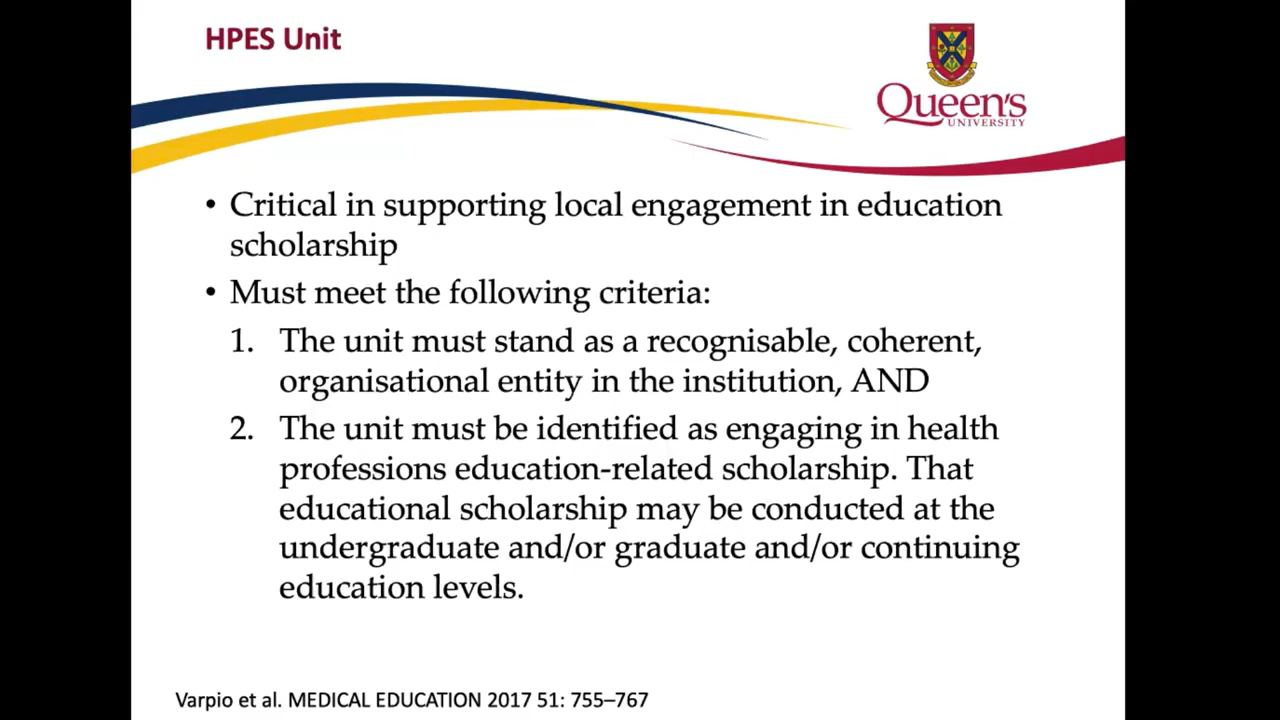 HPES Unit
Queen's
UNIVERSITY
• Critical in supporting local engagement in education
scholarship
• Must meet the following criteria:
1. The unit must stand as a recognisable, coherent,
organisational entity in the institution, AND
2. The unit must be identified as engaging in health
professions education-related scholarship. That
educational scholarship may be conducted at the
undergraduate and/or graduate and/or continuing
education levels.
Varpio et al. MEDICAL EDUCATION 2017 51: 755–767